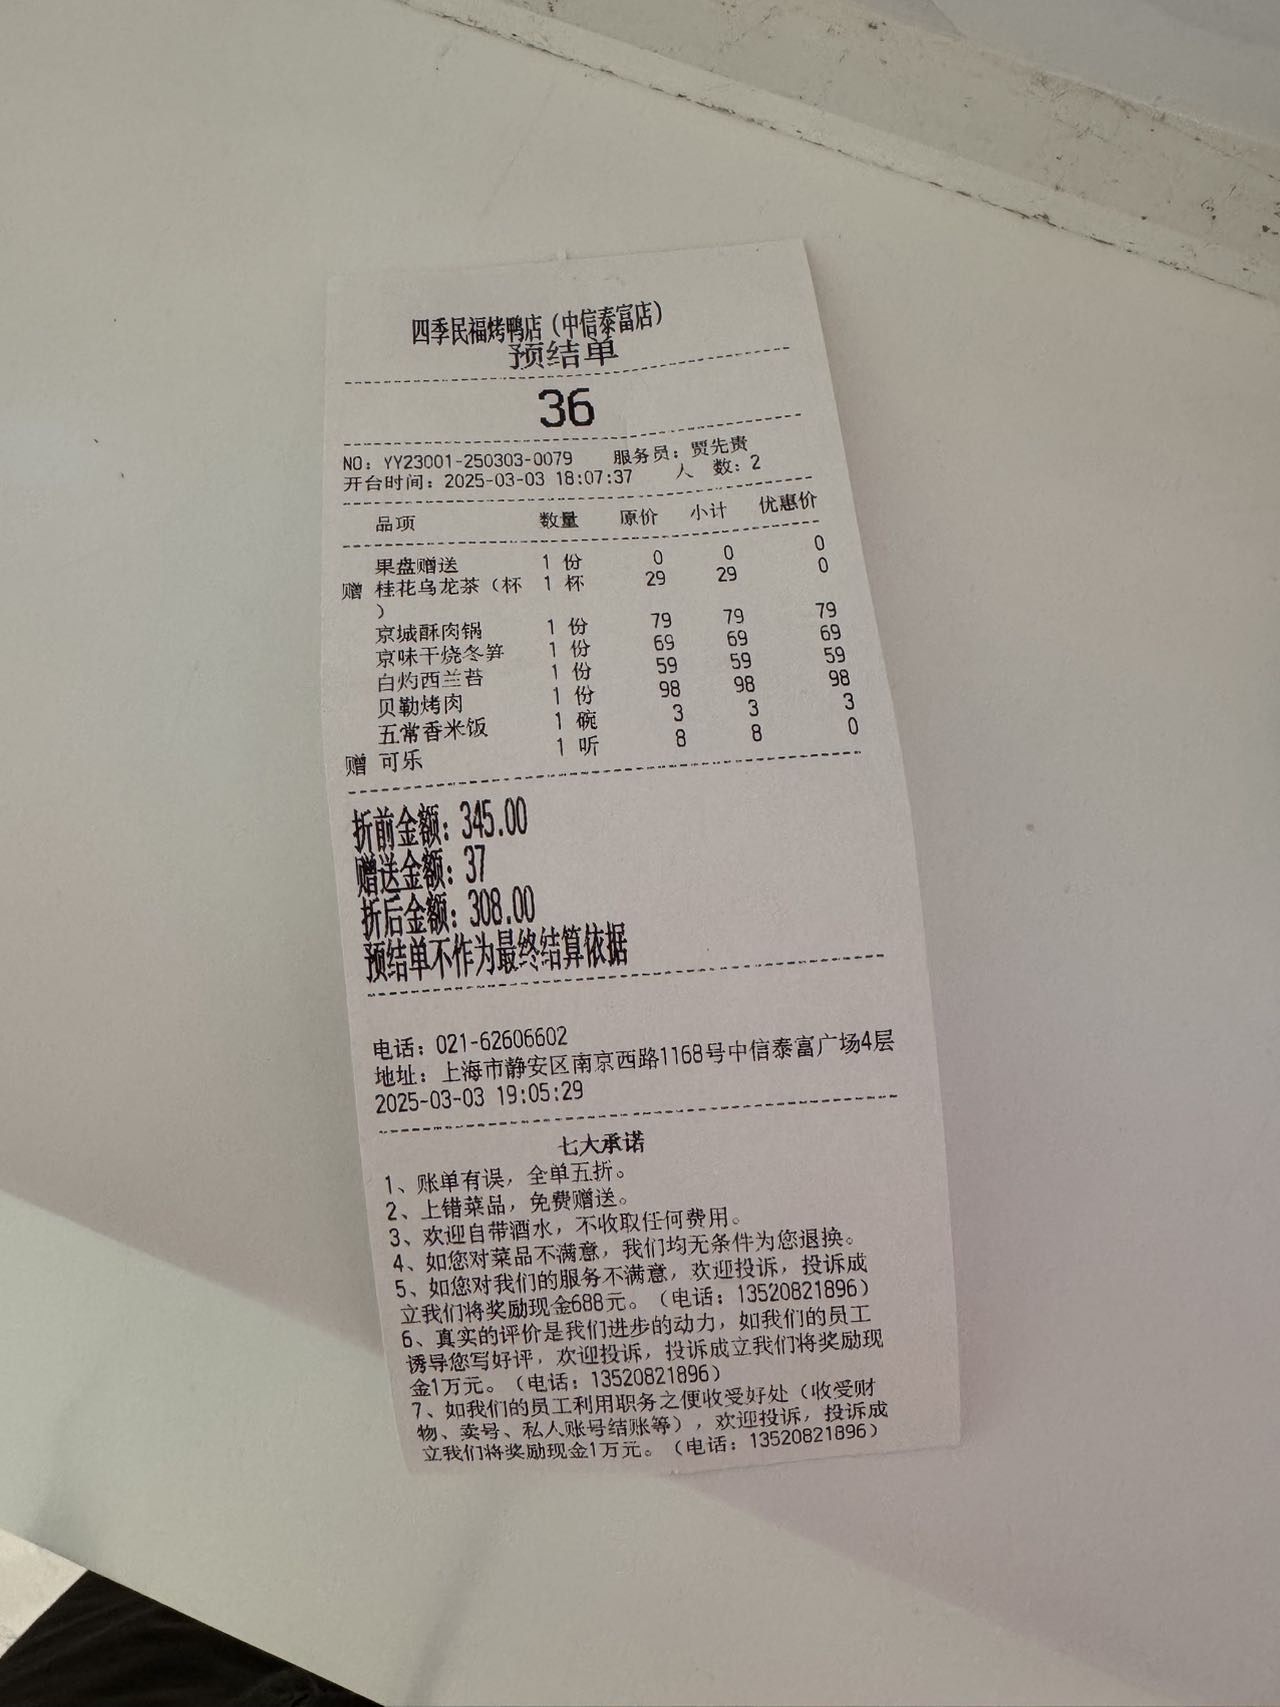 四季民福烤鸭店（中信泰富店）
预结单
36
NO: YY23001-250303-0079 服务员: 贾先贵
开台时间: 2025-03-03 18:07:37 人 数: 2
品项 数量 原价 小计 优惠价
果盘赠送 1 份 0 0 0
赠 桂花乌龙茶（杯 1 杯 29 29 0
）
京城酥肉锅 1 份 79 79 79
京味干烧冬笋 1 份 69 69 69
白灼西兰苔 1 份 59 59 59
贝勒烤肉 1 份 98 98 98
五常香米饭 1 碗 3 3 3
赠 可乐 1 听 8 8 0
折前金额: 345.00
赠送金额: 37
折后金额: 308.00
预结单不作为最终结算依据
电话: 021-62606602
地址: 上海市静安区南京西路1168号中信泰富广场4层
2025-03-03 19:05:29
七大承诺
1、账单有误，全单五折。
2、上错菜品，免费赠送。
3、欢迎自带酒水，不收取任何费用。
4、如您对菜品不满意，我们均无条件为您退换。
5、如您对我们的服务不满意，欢迎投诉，投诉成
立我们将奖励现金688元。（电话: 13520821896）
6、真实的评价是我们进步的动力，如我们的员工
诱导您写好评，欢迎投诉，投诉成立我们将奖励现
金1万元。（电话: 13520821896）
7、如我们的员工利用职务之便收受好处（收受财
物、卖号、私人账号结账等），欢迎投诉，投诉成
立我们将奖励现金1万元。（电话: 13520821896）